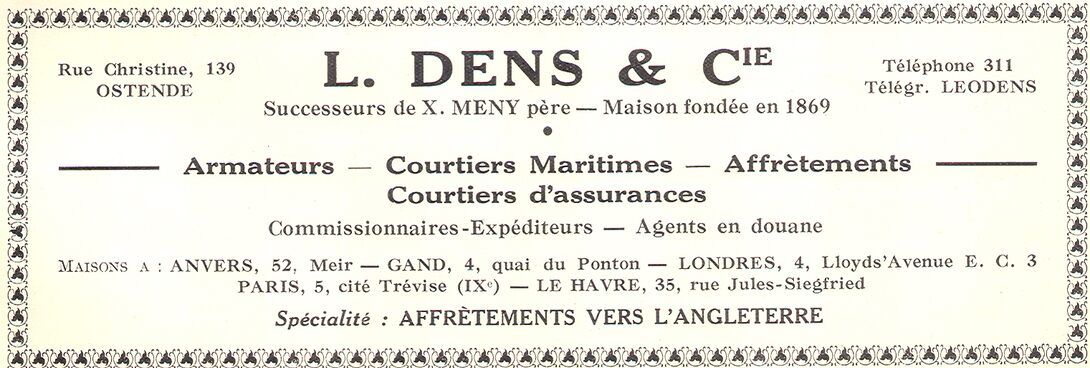 Rue Christine, 139
OSTENDE
L. DENS & CIE
Téléphone 311
Télégr. LEODENS
Successeurs de X. MENY père — Maison fondée en 1869
Armateurs — Courtiers Maritimes — Affrètements
Courtiers d'assurances
Commissionnaires-Expéditeurs — Agents en douane
MAISONS A : ANVERS, 52, Meir — GAND, 4, quai du Ponton — LONDRES, 4, Lloyds'Avenue E. C. 3
PARIS, 5, cité Trévise (IXe) — LE HAVRE, 35, rue Jules-Siegfried
Spécialité : AFFRÈTEMENTS VERS L'ANGLETERRE